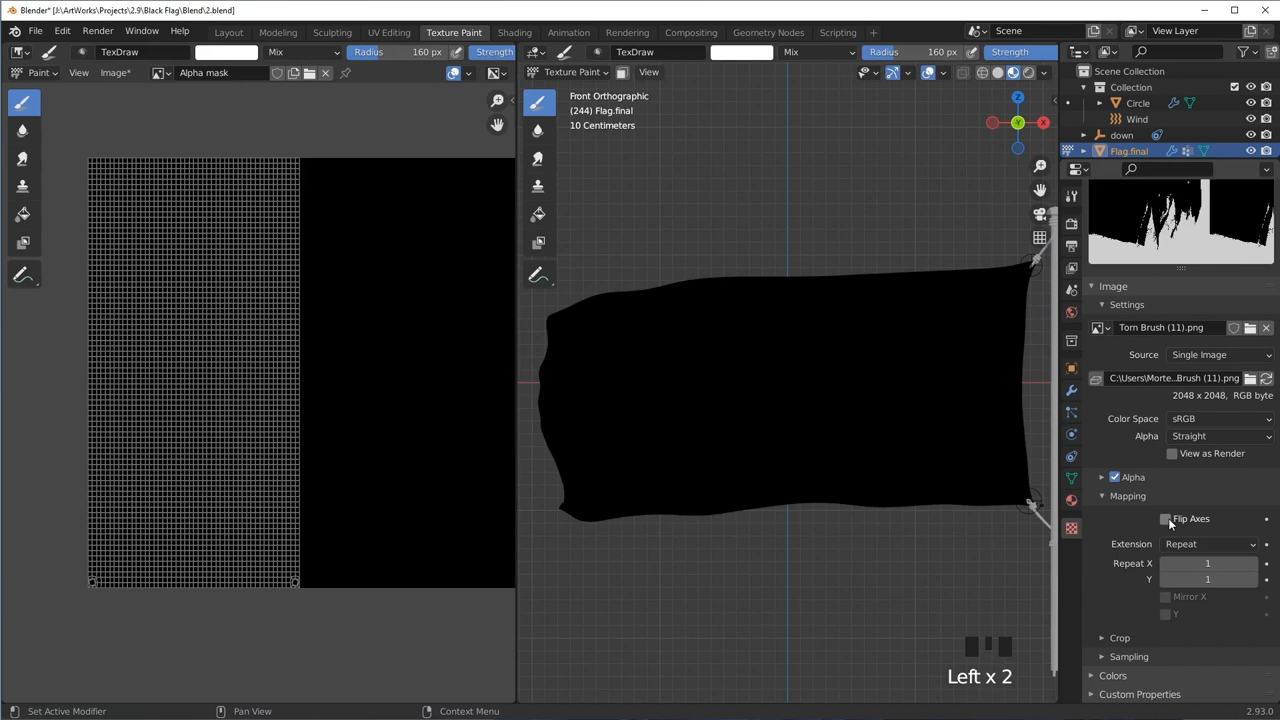 Blender* [J:\ArtWorks\Projects\2.9\Black Flag\Blend\2.blend]
File Edit Render Window Help Layout Modeling Sculpting UV Editing Texture Paint Shading Animation Rendering Compositing Geometry Nodes Scripting + Scene View Layer
TexDraw Mix Radius 160 px Strength TexDraw Mix Radius 160 px Strength
Paint View Image* Alpha mask Texture Paint View
Scene Collection
Collection
Circle
Wind
down
Flag.final
Front Orthographic
(244) Flag.final
10 Centimeters
Z
Y
X
Image
Settings
Torn Brush (11).png
Source Single Image
C:\Users\Morte...Brush (11).png
2048 x 2048, RGB byte
Color Space sRGB
Alpha Straight
View as Render
Alpha
Mapping
Flip Axes
Extension Repeat
Repeat X 1
Y 1
Mirror X
Y
Crop
Sampling
Colors
Custom Properties
Left x 2
Set Active Modifier Pan View Context Menu 2.93.0